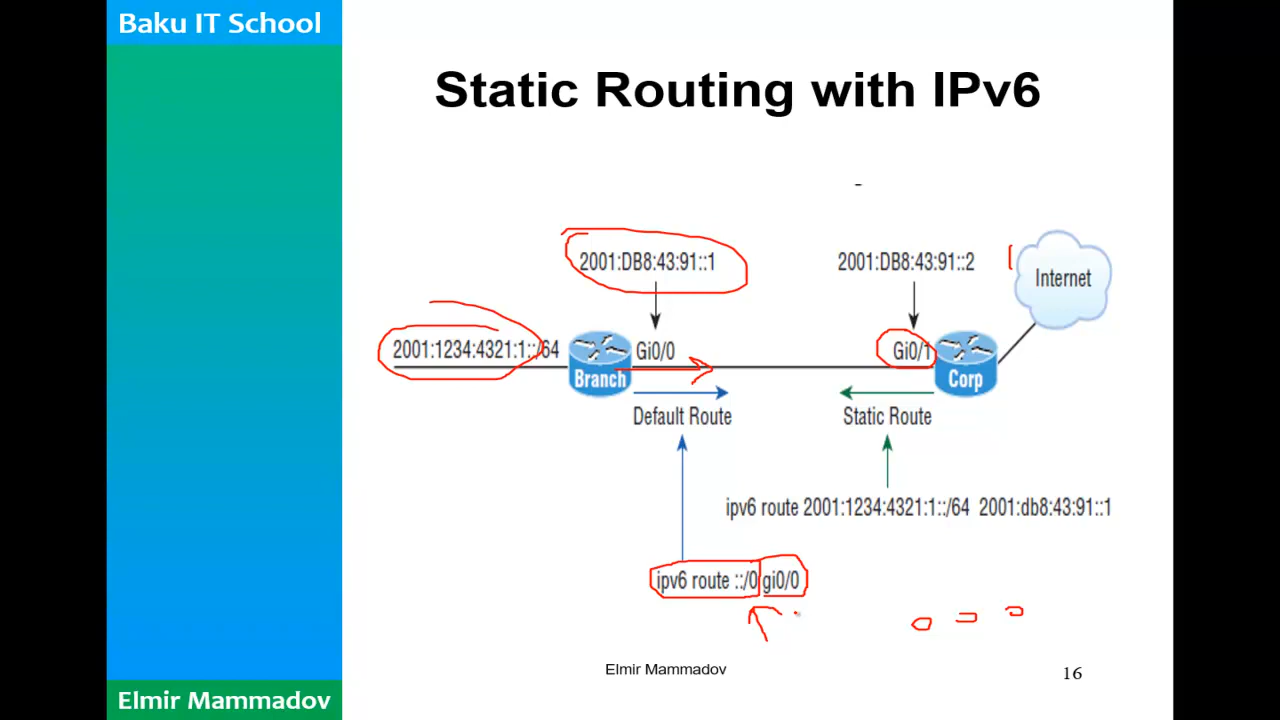 Baku IT School
Static Routing with IPv6
2001:DB8:43:91::1
2001:DB8:43:91::2
Internet
2001:1234:4321:1::/64
Gi0/0
Gi0/1
Branch
Corp
Default Route
Static Route
ipv6 route 2001:1234:4321:1::/64 2001:db8:43:91::1
ipv6 route ::/0 gi0/0
Elmir Mammadov
16
Elmir Mammadov